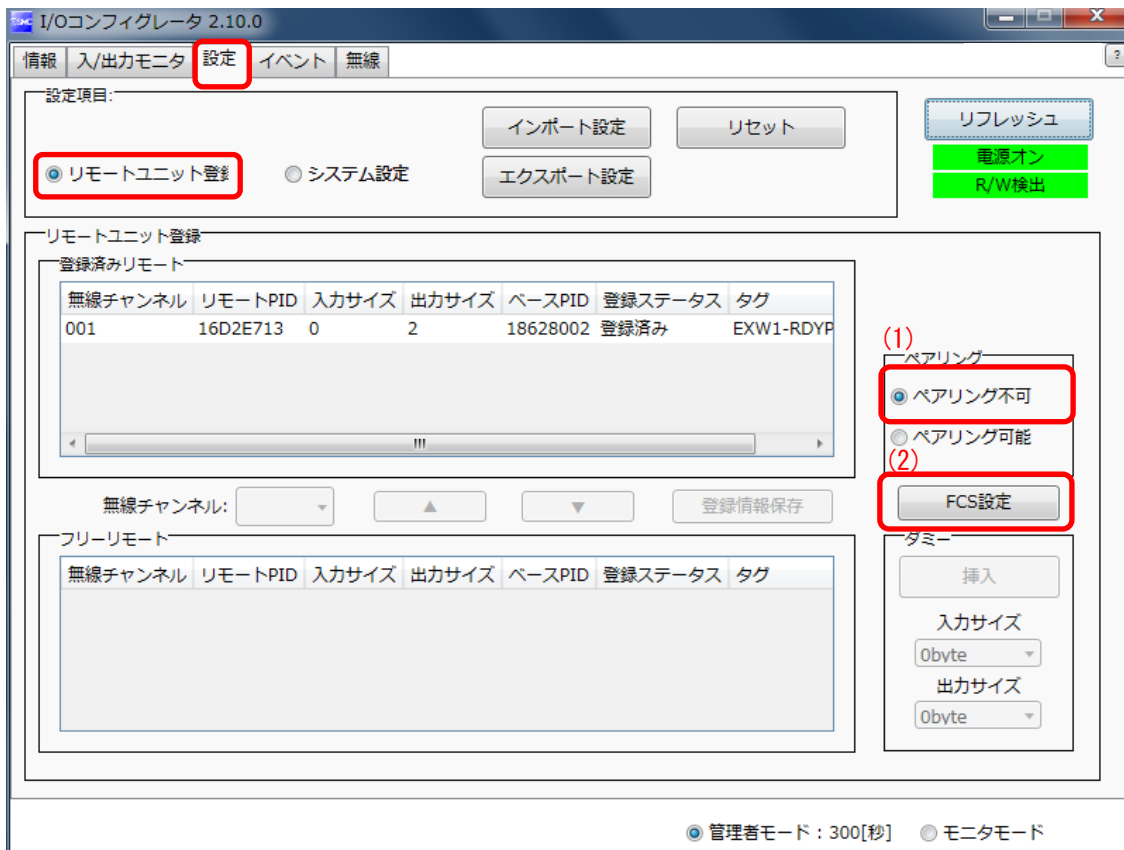 I/Oコンフィグレータ 2.10.0
情報 入/出力モニタ 設定 イベント 無線
設定項目:
インポート設定 リセット リフレッシュ
電源オン
リモートユニット登録 システム設定 エクスポート設定
R/W検出
リモートユニット登録
登録済みリモート
無線チャンネル リモートPID 入力サイズ 出力サイズ ベースPID 登録ステータス タグ
001 16D2E713 0 2 18628002 登録済み EXW1-RDYP
(1)
ペアリング
ペアリング不可
ペアリング可能
(2)
無線チャンネル: ▲ ▼ 登録情報保存 FCS設定
フリーリモート
ダミー
無線チャンネル リモートPID 入力サイズ 出力サイズ ベースPID 登録ステータス タグ
挿入
入力サイズ
0byte
出力サイズ
0byte
管理者モード : 300[秒] モニタモード